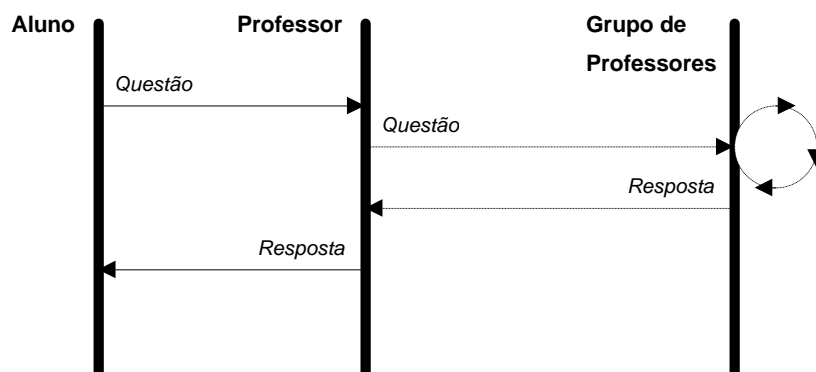 Aluno
Professor
Grupo de
Professores
Questão
Questão
Resposta
Resposta